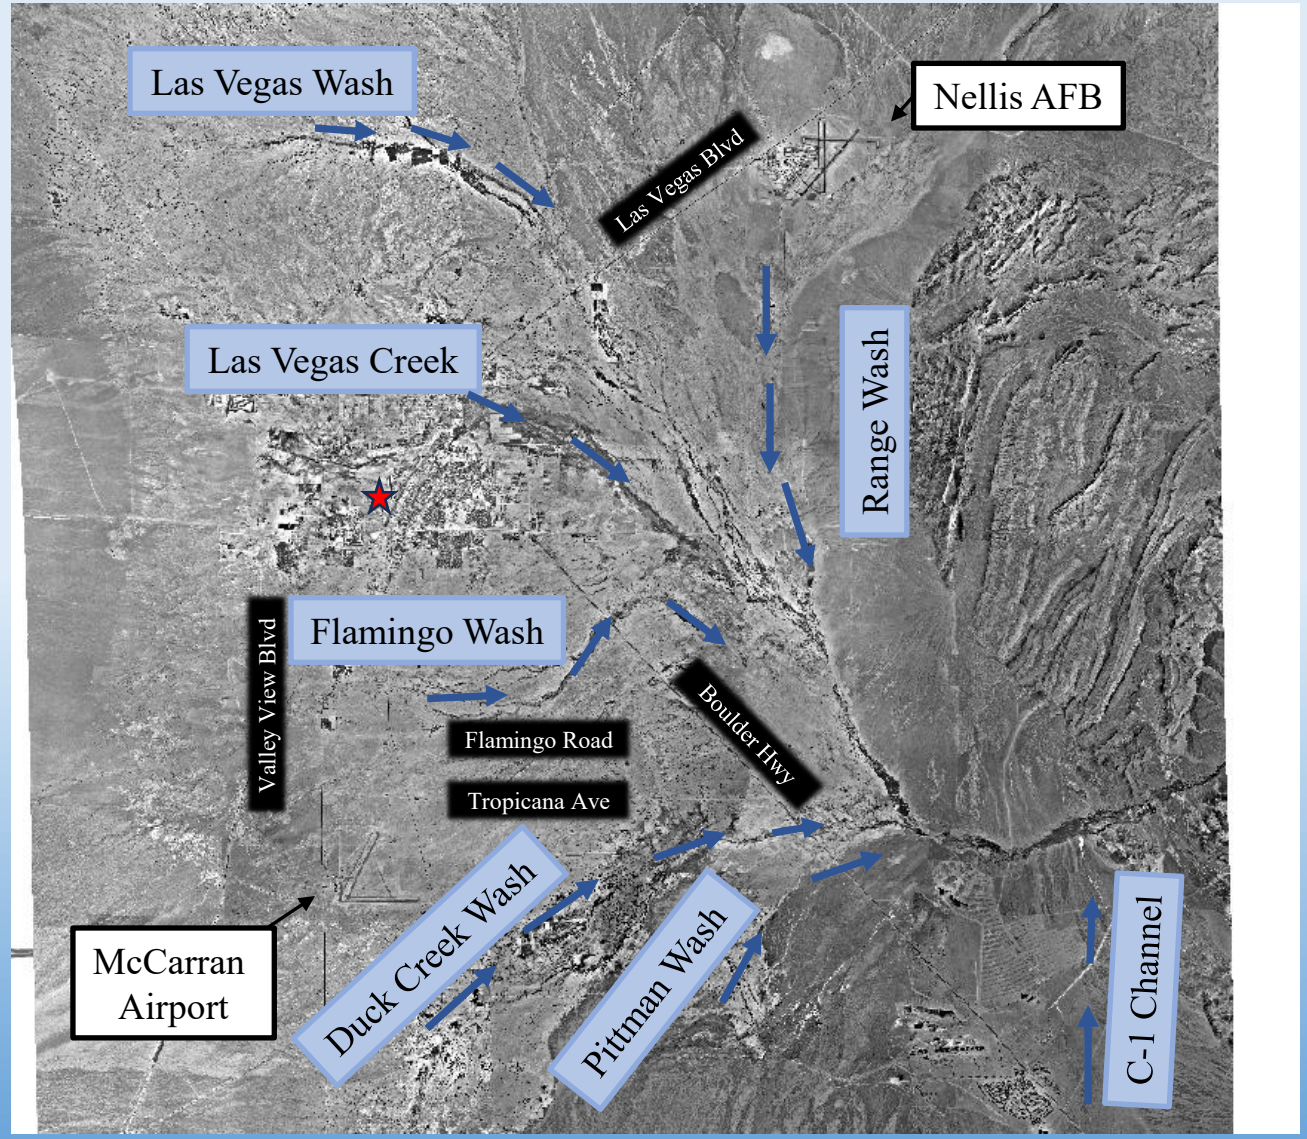 Las Vegas Wash
Nellis AFB
Las Vegas Blvd
Las Vegas Creek
Range Wash
Flamingo Wash
Valley View Blvd
Boulder Hwy
Flamingo Road
Tropicana Ave
Duck Creek Wash
Pittman Wash
McCarran
Airport
C-1 Channel